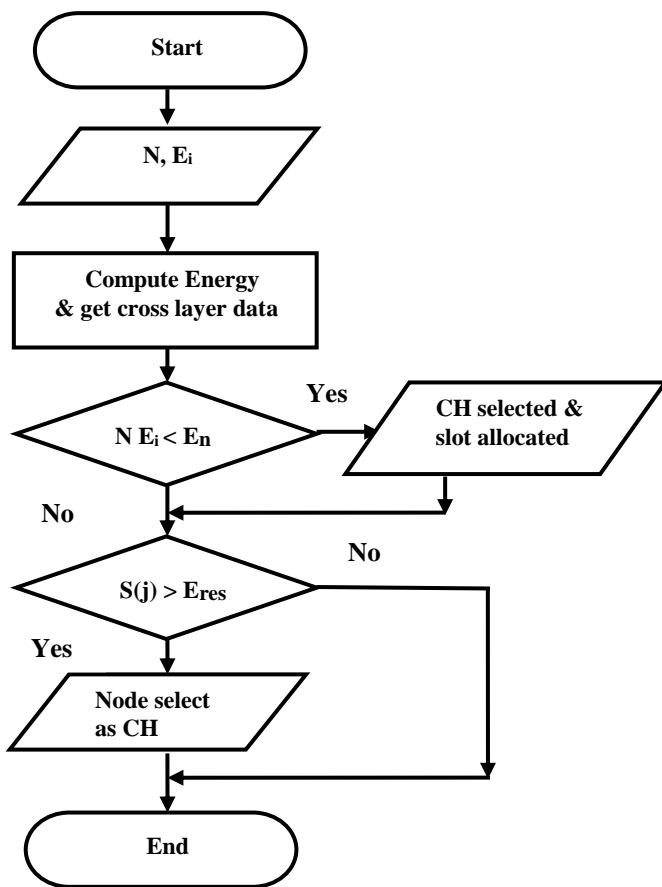 Start
N, Ei
Compute Energy
& get cross layer data
Yes
N Ei < En
CH selected &
slot allocated
No
No
S(j) > Eres
Yes
Node select
as CH
End